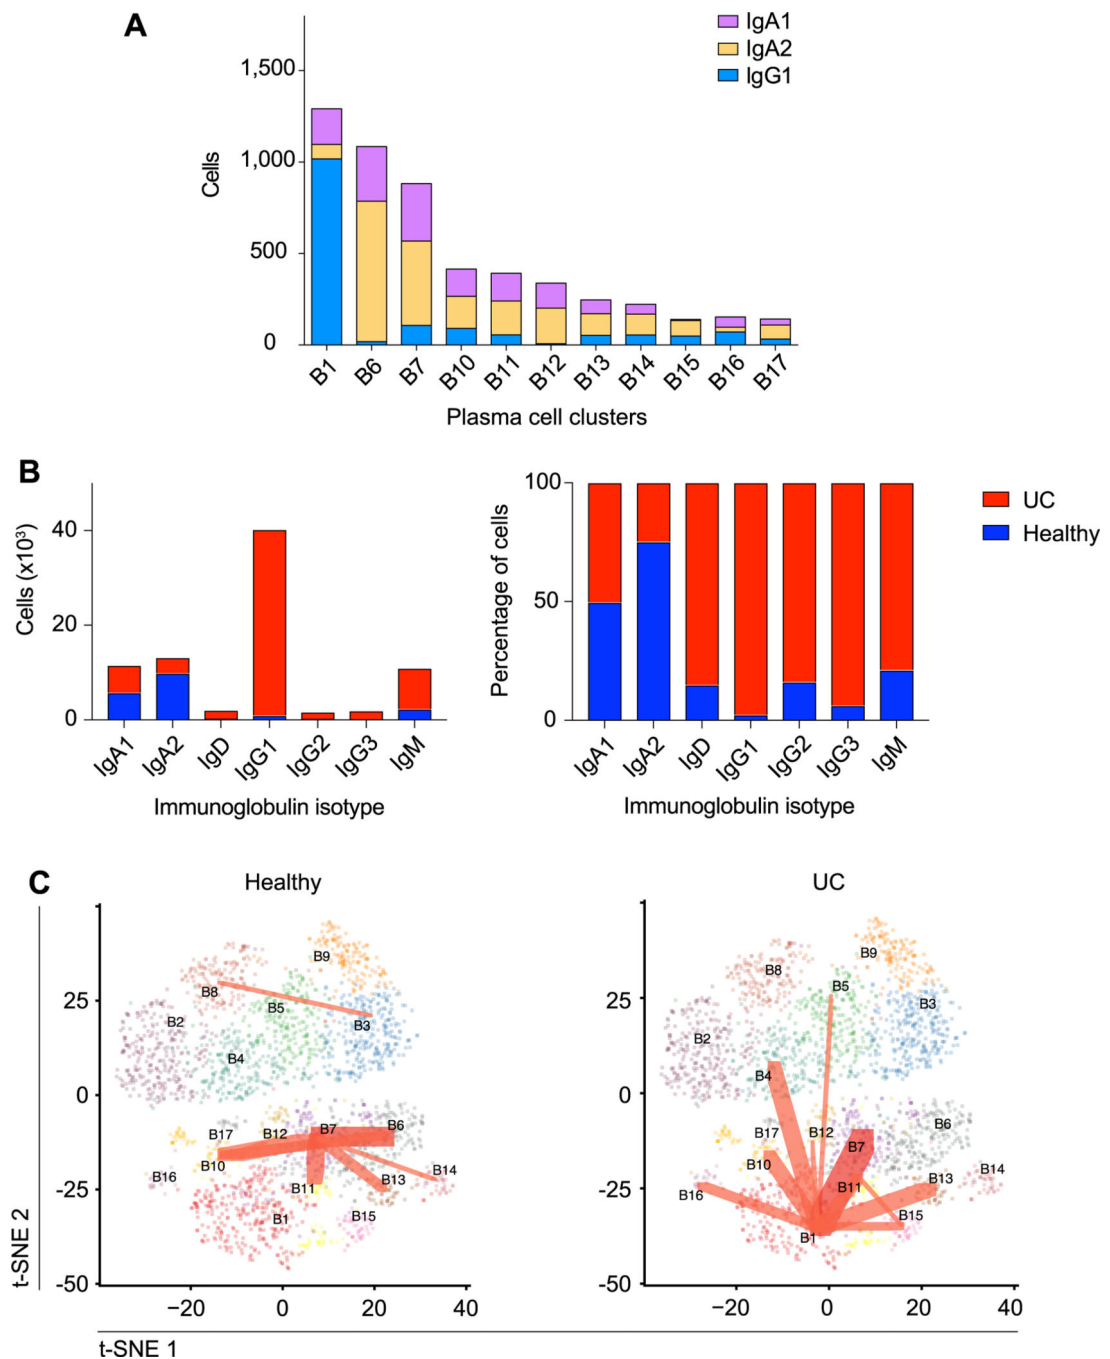 A
IgA1
IgA2
IgG1
1,500
1,000
500
0
Cells
B1 B6 B7 B10 B11 B12 B13 B14 B15 B16 B17
Plasma cell clusters
B
40
20
0
Cells (x10³)
IgA1 IgA2 IgD IgG1 IgG2 IgG3 IgM
Immunoglobulin isotype
100
50
0
Percentage of cells
IgA1 IgA2 IgD IgG1 IgG2 IgG3 IgM
Immunoglobulin isotype
UC
Healthy
C
Healthy
25
0
-25
-50
B9
B8
B5
B2
B3
B4
B7
B6
B17
B12
B10
B14
B16
B11
B13
B1
B15
−20 0 20 40
UC
25
0
-25
-50
B9
B8
B5
B3
B2
B4
B17
B12
B6
B7
B10
B14
B16
B11
B13
B15
B1
−20 0 20 40
t-SNE 2
t-SNE 1